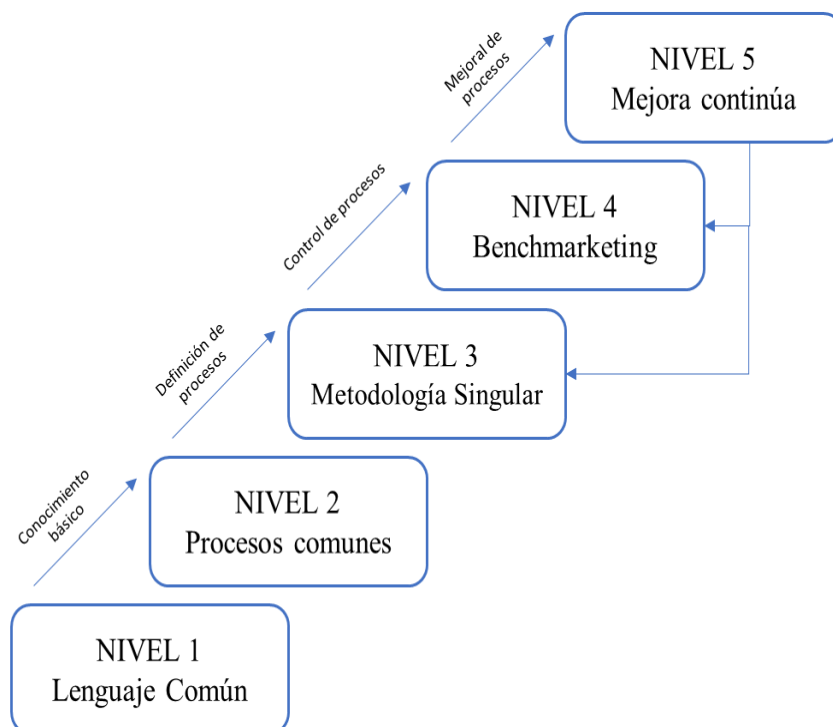 Mejoral de
procesos
NIVEL 5
Mejora continúa
Control de procesos
NIVEL 4
Benchmarketing
Definición de
procesos
NIVEL 3
Metodología Singular
Conocimiento
básico
NIVEL 2
Procesos comunes
NIVEL 1
Lenguaje Común